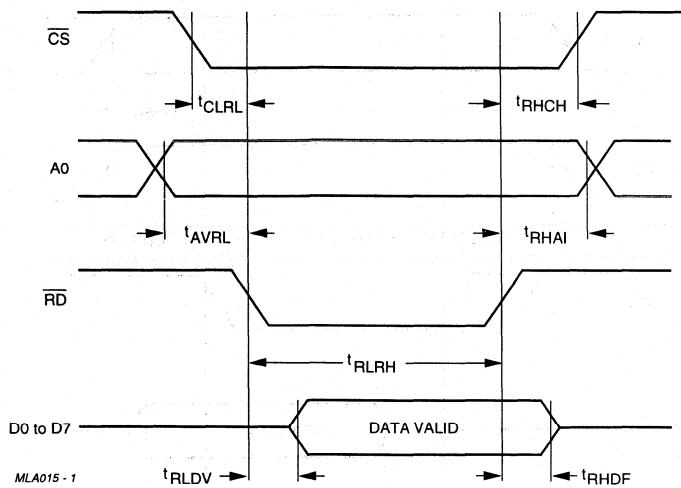 CS
tCLRL
tRHCH
A0
tAVRL
tRHAI
RD
tRLRH
D0 to D7
DATA VALID
tRLDV
tRHDF
MLA015 - 1